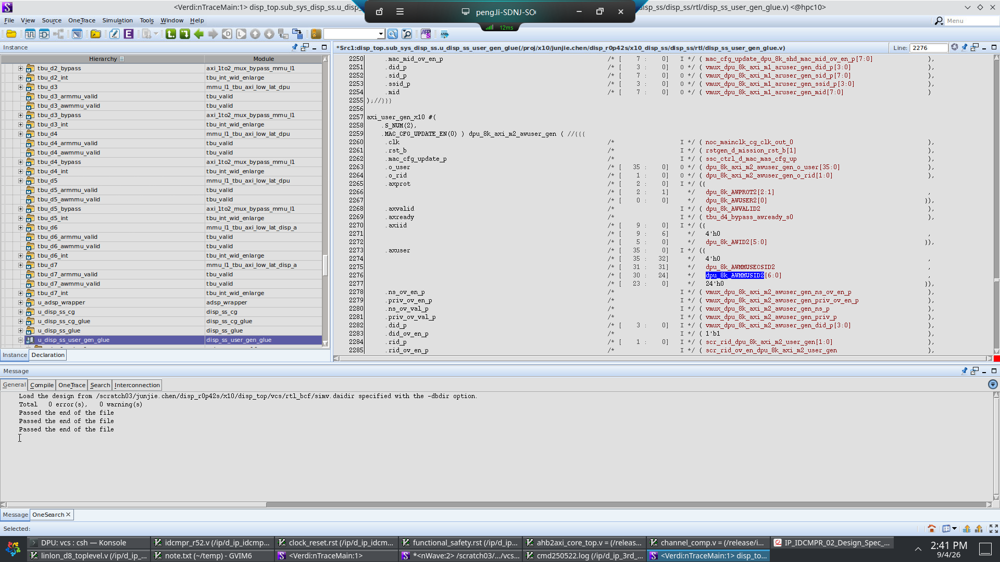 <Verdi:nTraceMain:1> disp_top.sub_sys_disp_ss.u_disp_s
peng.li-SDNJ-SO
isp_ss/disp_ss/rtl/disp_ss_user_gen_glue.v) <@hpc10>
12ms
File View Source OneTrace Simulation Tools Window Help
Menu
Instance
Hierarchy Module
tbu_d2_bypass axi_1to2_mux_bypass_mmu_l1
tbu_d2_int tbu_int_wid_enlarge
tbu_d3 mmu_l1_tbu_axi_low_lat_dpu
tbu_d3_armmu_valid tbu_valid
tbu_d3_awmmu_valid tbu_valid
tbu_d3_bypass axi_1to2_mux_bypass_mmu_l1
tbu_d3_int tbu_int_wid_enlarge
tbu_d4 mmu_l1_tbu_axi_low_lat_dpu
tbu_d4_armmu_valid tbu_valid
tbu_d4_awmmu_valid tbu_valid
tbu_d4_bypass axi_1to2_mux_bypass_mmu_l1
tbu_d4_int tbu_int_wid_enlarge
tbu_d5 mmu_l1_tbu_axi_low_lat_dpu
tbu_d5_armmu_valid tbu_valid
tbu_d5_awmmu_valid tbu_valid
tbu_d5_bypass axi_1to2_mux_bypass_mmu_l1
tbu_d5_int tbu_int_wid_enlarge
tbu_d6 mmu_l1_tbu_axi_low_lat_disp_a
tbu_d6_armmu_valid tbu_valid
tbu_d6_awmmu_valid tbu_valid
tbu_d6_int tbu_int_wid_enlarge
tbu_d7 mmu_l1_tbu_axi_low_lat_disp_a
tbu_d7_armmu_valid tbu_valid
tbu_d7_awmmu_valid tbu_valid
tbu_d7_int tbu_int_wid_enlarge
u_adsp_wrapper adsp_wrapper
u_disp_ss_cg disp_ss_cg
u_disp_ss_cg_glue disp_ss_cg_glue
u_disp_ss_glue disp_ss_glue
u_disp_ss_user_gen_glue disp_ss_user_gen_glue
Instance Declaration
*Src1:disp_top.sub_sys_disp_ss.u_disp_ss_user_gen_glue(/proj/x10/junjie.chen/disp_r0p42s/x10_disp_ss/disp_ss/rtl/disp_ss_user_gen_glue.v) Line: 2276
2250 .mac_mid_ov_en_p /* [ 7 : 0] I */ ( mac_cfg_update_dpu_8k_shd_mac_mid_ov_en_p[7:0] ),
2251 .did_p /* [ 3 : 0] O */ ( vmux_dpu_8k_axi_m1_aruser_gen_did_p[3:0] ),
2252 .sid_p /* [ 7 : 0] O */ ( vmux_dpu_8k_axi_m1_aruser_gen_sid_p[7:0] ),
2253 .ssid_p /* [ 3 : 0] O */ ( vmux_dpu_8k_axi_m1_aruser_gen_ssid_p[3:0] ),
2254 .mid /* [ 7 : 0] O */ ( vmux_dpu_8k_axi_m1_aruser_gen_mid[7:0] )
2255 );//}}}
2256
2257 axi_user_gen_x10 #(
2258 .S_NUM(2),
2259 .MAC_CFG_UPDATE_EN(0) ) dpu_8k_axi_m2_awuser_gen ( //{{{
2260 .clk /* I */ ( noc_mainclk_cg_clk_out_0 ),
2261 .rst_b /* I */ ( rstgen_d_mission_rst_b[1] ),
2262 .mac_cfg_update_p /* I */ ( ssc_ctrl_d_mac_mas_cfg_up ),
2263 .o_user /* [ 35 : 0] O */ ( dpu_8k_axi_m2_awuser_gen_o_user[35:0] ),
2264 .o_rid /* [ 1 : 0] O */ ( dpu_8k_axi_m2_awuser_gen_o_rid[1:0] ),
2265 .axprot /* [ 2 : 0] I */ ({
2266 /* [ 2 : 1] */ dpu_8k_AWPROT2[2:1] ,
2267 /* [ 0 : 0] */ dpu_8k_AWUSER2[0] }),
2268 .axvalid /* I */ ( dpu_8k_AWVALID2 ),
2269 .axready /* I */ ( tbu_d4_bypass_awready_s0 ),
2270 .axiid /* [ 9 : 0] I */ ({
2271 /* [ 9 : 6] */ 4'h0 ,
2272 /* [ 5 : 0] */ dpu_8k_AWID2[5:0] }),
2273 .axuser /* [ 35 : 0] I */ ({
2274 /* [ 35 : 32] */ 4'h0 ,
2275 /* [ 31 : 31] */ dpu_8k_AWMMUSECSID2 ,
2276 /* [ 30 : 24] */ dpu_8k_AWMMUSID2[6:0] ,
2277 /* [ 23 : 0] */ 24'h0 }),
2278 .ns_ov_en_p /* I */ ( vmux_dpu_8k_axi_m2_awuser_gen_ns_ov_en_p ),
2279 .priv_ov_en_p /* I */ ( vmux_dpu_8k_axi_m2_awuser_gen_priv_ov_en_p ),
2280 .ns_ov_val_p /* I */ ( vmux_dpu_8k_axi_m2_awuser_gen_ns_p ),
2281 .priv_ov_val_p /* I */ ( vmux_dpu_8k_axi_m2_awuser_gen_priv_p ),
2282 .did_p /* [ 3 : 0] I */ ( vmux_dpu_8k_axi_m2_awuser_gen_did_p[3:0] ),
2283 .did_ov_en_p /* I */ ( 1'b1 ),
2284 .rid_p /* [ 1 : 0] I */ ( scr_rid_dpu_8k_axi_m2_user_gen[1:0] ),
2285 .rid_ov_en_p /* I */ ( scr_rid_ov_en_dpu_8k_axi_m2_user_gen ),
Message
General Compile OneTrace Search Interconnection
Load the design from /scratch03/junjie.chen/disp_r0p42s/x10/disp_top/vcs/rtl_bcf/simv.daidir specified with the -dbdir option.
Total 0 error(s), 0 warning(s)
Passed the end of the file
Passed the end of the file
Passed the end of the file
Message OneSearch
Selected:
DPU: vcs : csh — Konsole idcmpr_r52.v (/ip/d_ip_idcmp... clock_reset.rst (/ip/d_ip_idcm... functional_safety.rst (/ip/d_ip... ahb2axi_core_top.v = (/releas... channel_comp.v = (/release/i... IP_IDCMPR_02_Design_Spec_...
linlon_d8_toplevel.v (/ip/d_ip_... note.txt (~/temp) - GVIM6 <Verdi:nTraceMain:1> *<nWave:2> /scratch03/.../vcs... cmd250522.log (/ip/d_ip_3rd_... <Verdi:nTraceMain:1> disp_to...
2:41 PM
9/4/26